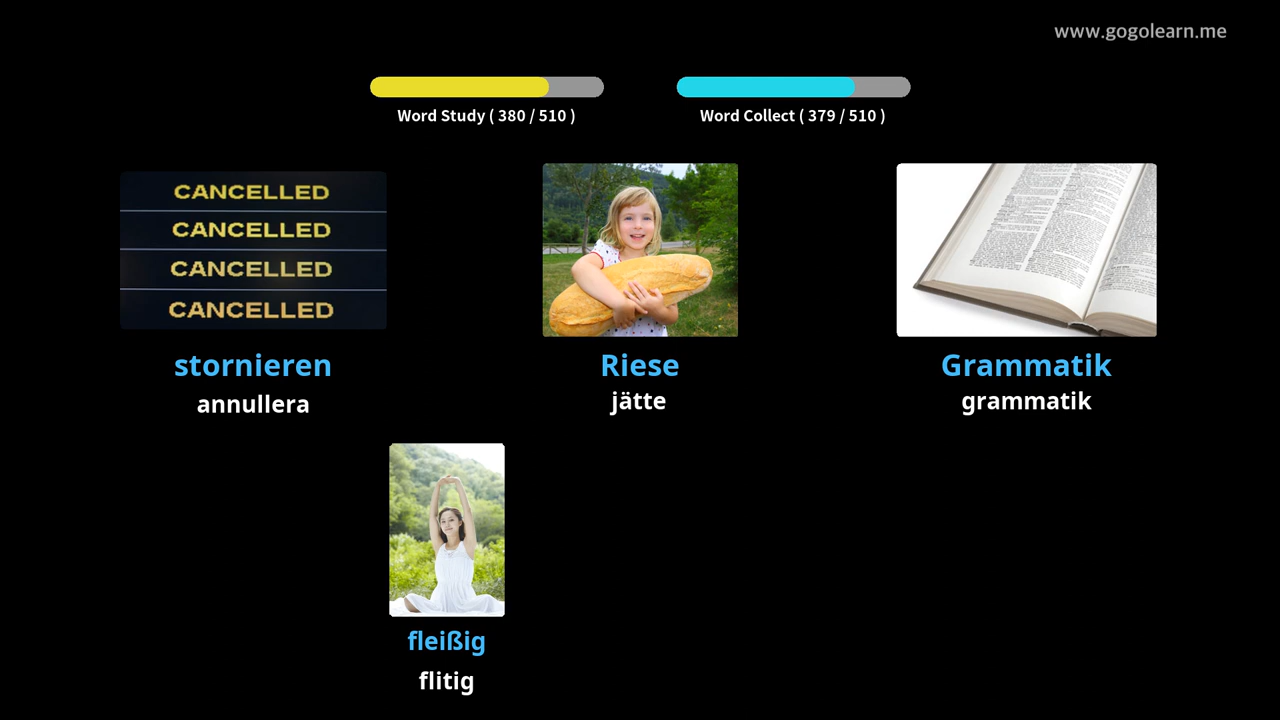 www.gogolearn.me
Word Study ( 380 / 510 )
Word Collect ( 379 / 510 )
CANCELLED
CANCELLED
CANCELLED
CANCELLED
stornieren
annullera
Riese
jätte
Grammatik
grammatik
fleißig
flitig